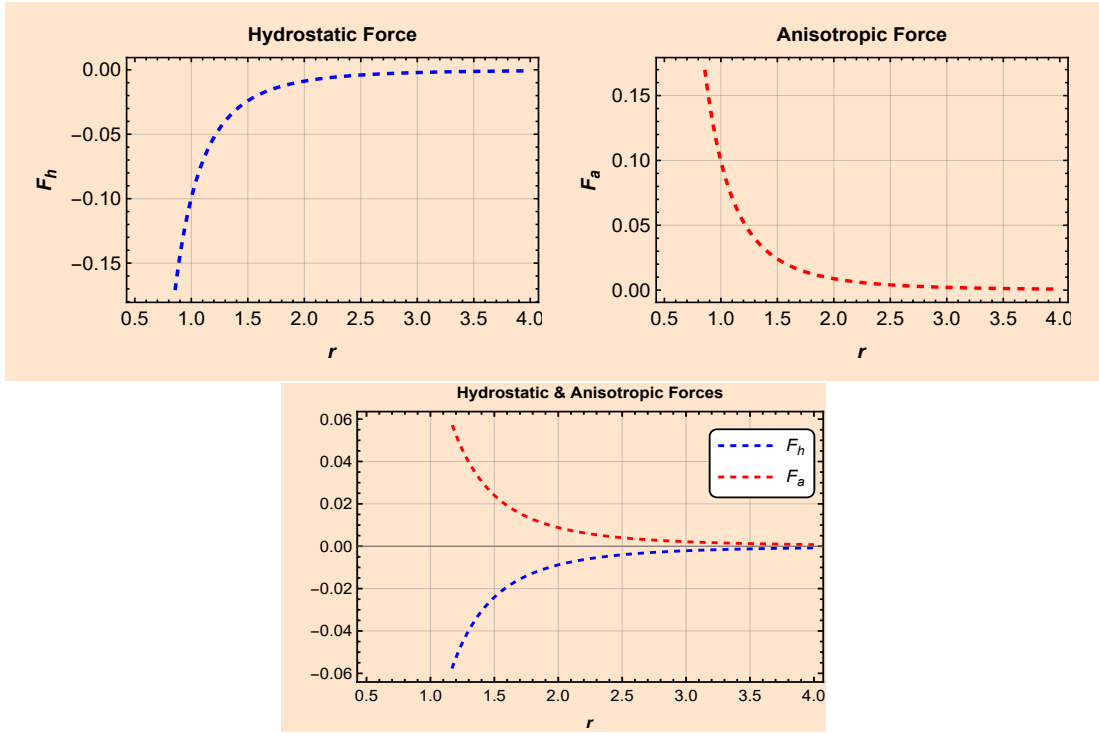 Hydrostatic Force
0.00
−0.05
−0.10
−0.15
F_h
0.5 1.0 1.5 2.0 2.5 3.0 3.5 4.0
r
Anisotropic Force
0.15
0.10
0.05
0.00
F_a
0.5 1.0 1.5 2.0 2.5 3.0 3.5 4.0
r
Hydrostatic & Anisotropic Forces
0.06
0.04
0.02
0.00
−0.02
−0.04
−0.06
F_h
F_a
0.5 1.0 1.5 2.0 2.5 3.0 3.5 4.0
r